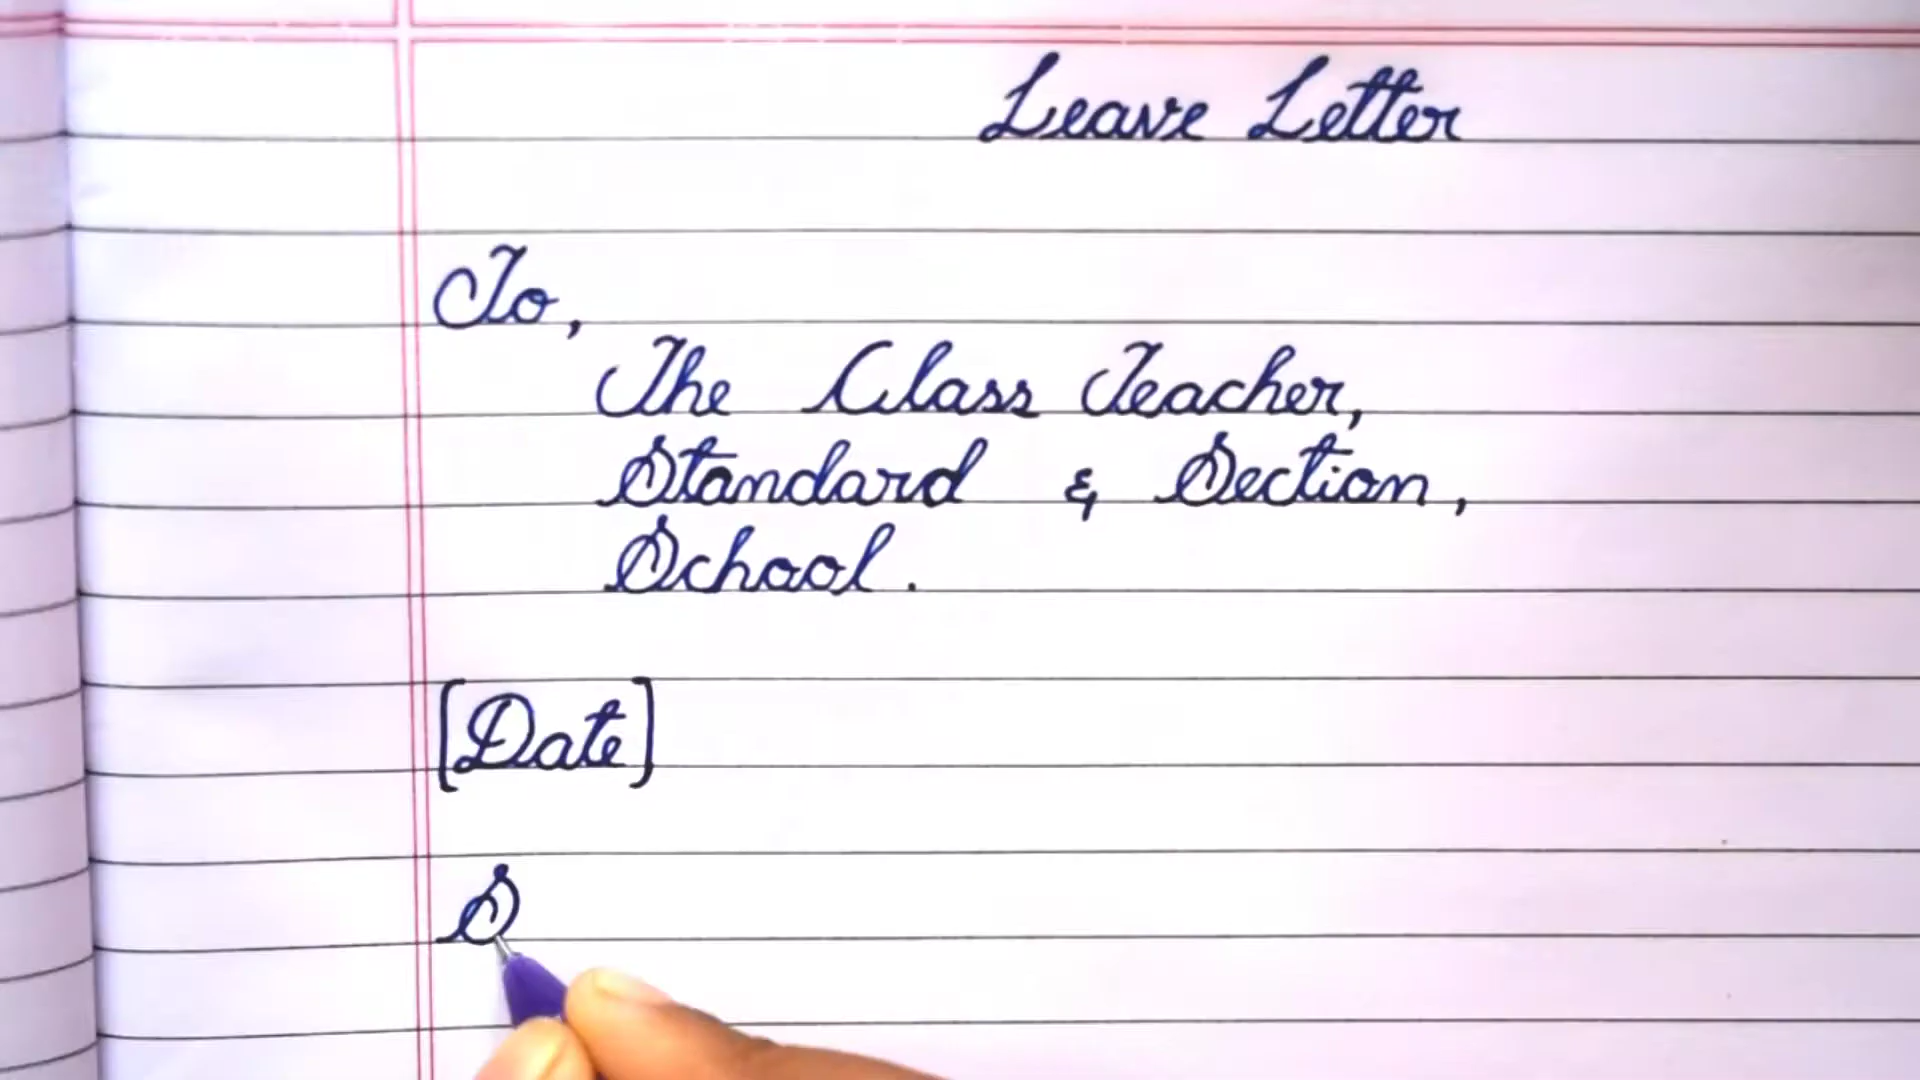 Leave Letter
To,
The Class Teacher,
Standard & Section,
School.
[Date]
S